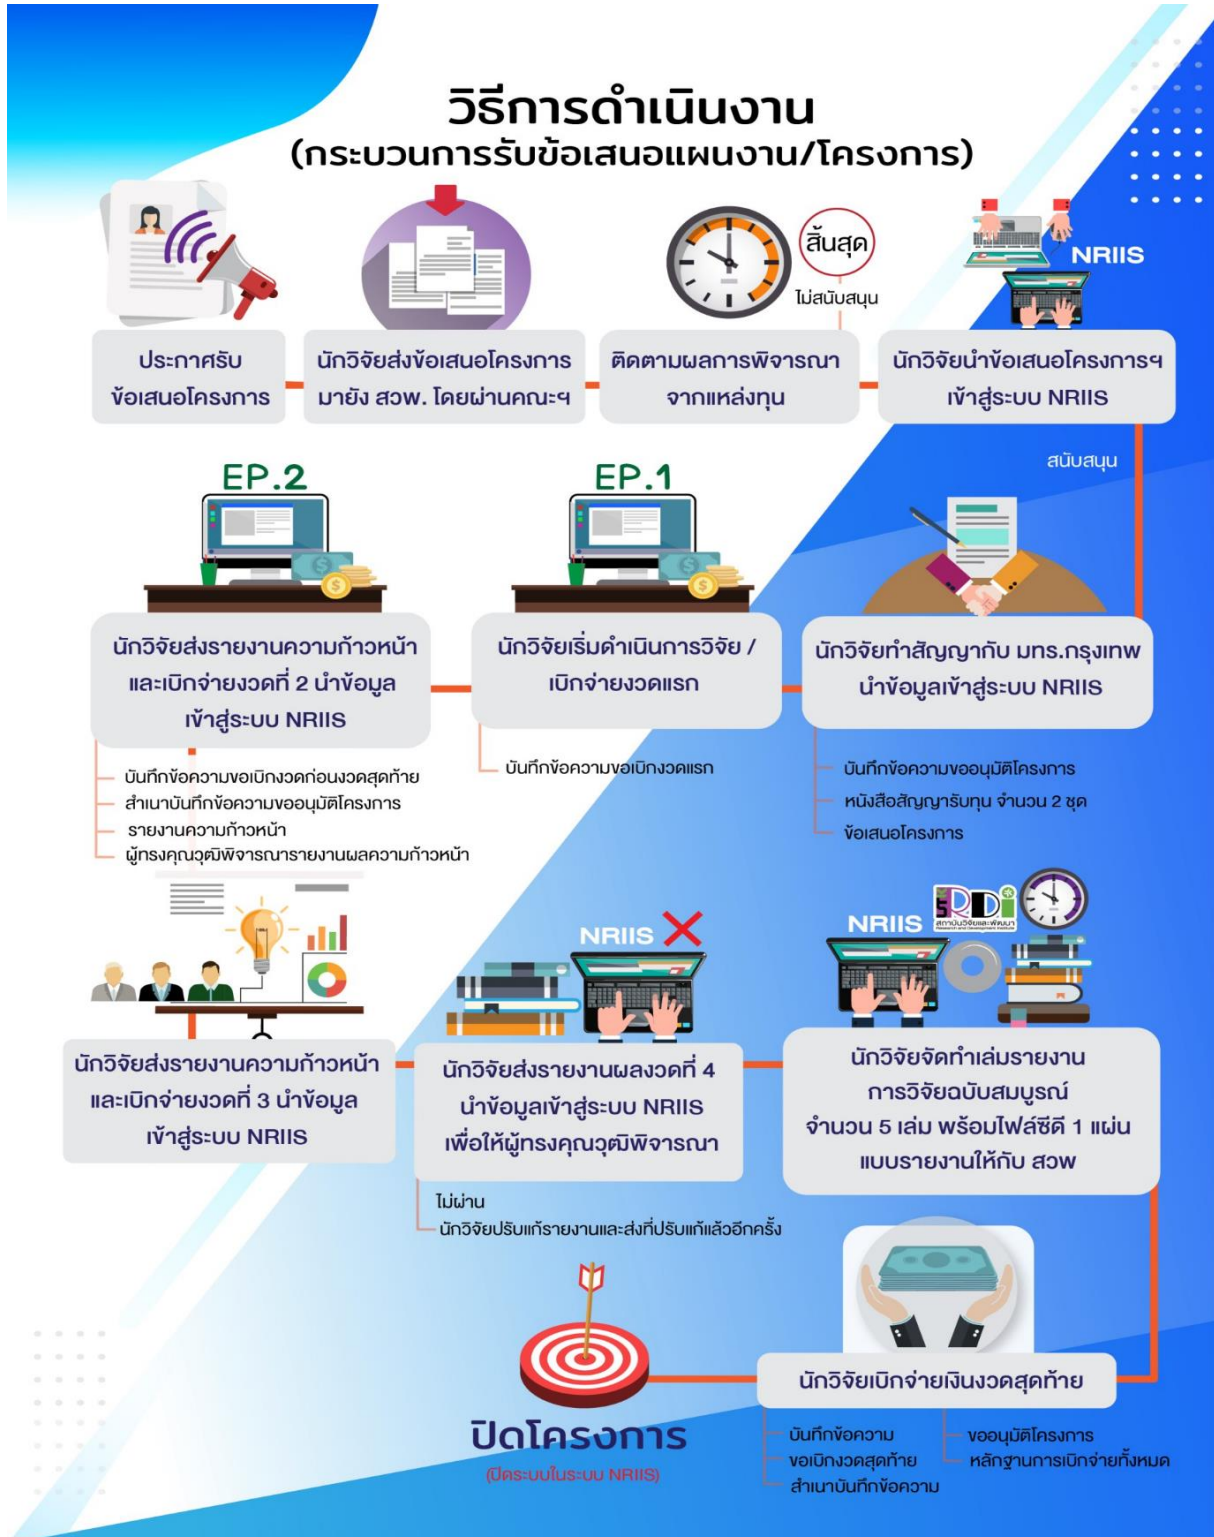 วิธีการดำเนินงาน
(กระบวนการรับข้อเสนอแผนงาน/โครงการ)
สิ้นสุด
ไม่สนับสนุน
NRIIS
ประกาศรับ
ข้อเสนอโครงการ
นักวิจัยส่งข้อเสนอโครงการ
มายัง สวพ. โดยผ่านคณะฯ
ติดตามผลการพิจารณา
จากแหล่งทุน
นักวิจัยนำข้อเสนอโครงการฯ
เข้าสู่ระบบ NRIIS
สนับสนุน
EP.2
EP.1
นักวิจัยส่งรายงานความก้าวหน้า
และเบิกจ่ายงวดที่ 2 นำข้อมูล
เข้าสู่ระบบ NRIIS
นักวิจัยเริ่มดำเนินการวิจัย /
เบิกจ่ายงวดแรก
นักวิจัยทำสัญญากับ มทร.กรุงเทพ
นำข้อมูลเข้าสู่ระบบ NRIIS
บันทึกข้อความขอเบิกงวดก่อนงวดสุดท้าย
สำเนาบันทึกข้อความขออนุมัติโครงการ
รายงานความก้าวหน้า
ผู้ทรงคุณวุฒิพิจารณารายงานผลความก้าวหน้า
บันทึกข้อความขอเบิกงวดแรก
บันทึกข้อความขออนุมัติโครงการ
หนังสือสัญญารับทุน จำนวน 2 ชุด
ข้อเสนอโครงการ
NRIIS
NRIIS
RDi
สถาบันวิจัยและพัฒนา
Research and Development Institute
นักวิจัยส่งรายงานความก้าวหน้า
และเบิกจ่ายงวดที่ 3 นำข้อมูล
เข้าสู่ระบบ NRIIS
นักวิจัยส่งรายงานผลงวดที่ 4
นำข้อมูลเข้าสู่ระบบ NRIIS
เพื่อให้ผู้ทรงคุณวุฒิพิจารณา
นักวิจัยจัดทำเล่มรายงาน
การวิจัยฉบับสมบูรณ์
จำนวน 5 เล่ม พร้อมไฟล์ซีดี 1 แผ่น
แบบรายงานให้กับ สวพ
ไม่ผ่าน
นักวิจัยปรับแก้รายงานและส่งที่ปรับแก้แล้วอีกครั้ง
นักวิจัยเบิกจ่ายเงินงวดสุดท้าย
ปิดโครงการ
(ปิดระบบในระบบ NRIIS)
บันทึกข้อความ
ขอเบิกงวดสุดท้าย
สำเนาบันทึกข้อความ
ขออนุมัติโครงการ
หลักฐานการเบิกจ่ายทั้งหมด